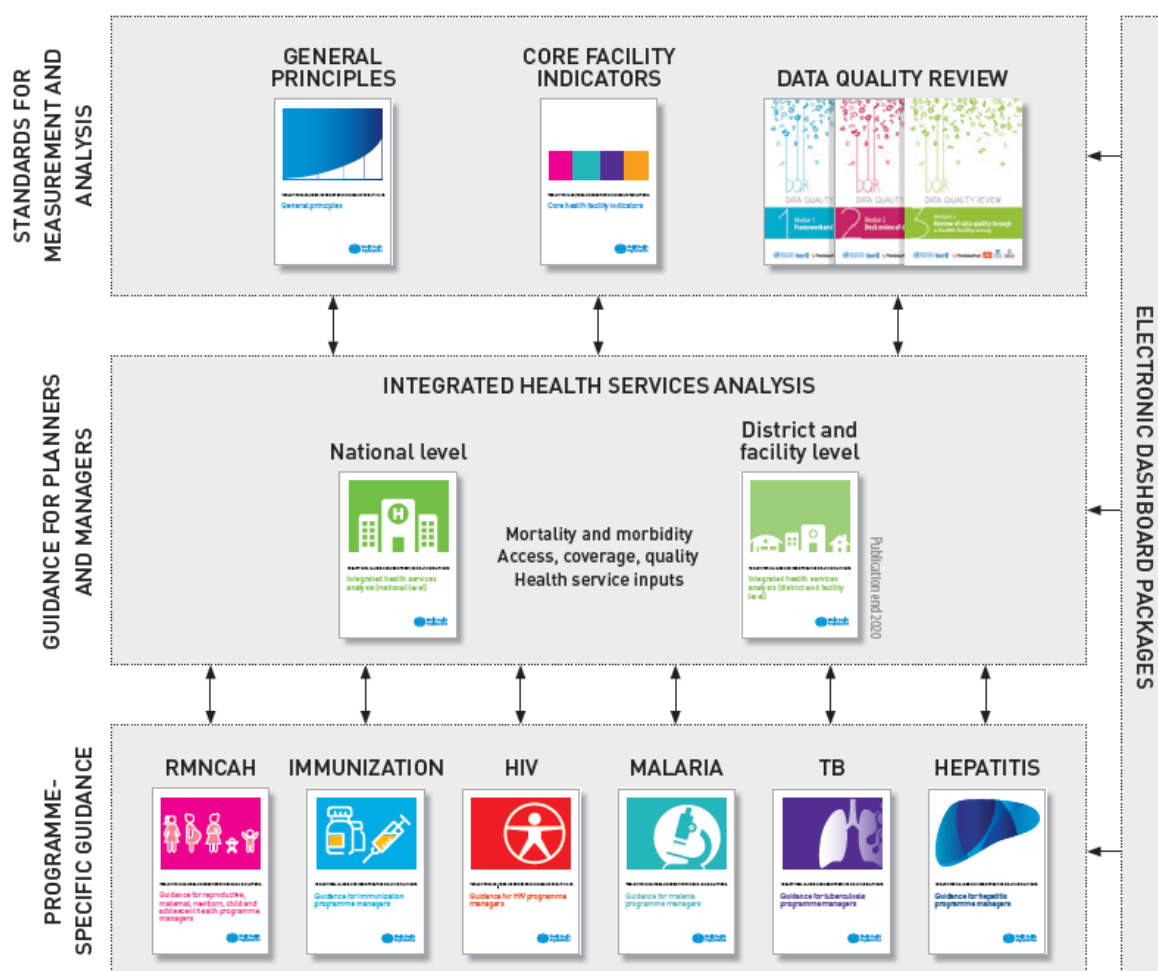 STANDARDS FOR
MEASUREMENT AND
ANALYSIS
GENERAL
PRINCIPLES
CORE FACILITY
INDICATORS
DATA QUALITY REVIEW
General principles
Core health facility indicators
DQR
DATA QUALITY
DATA QUALITY
DATA QUALITY REVIEW
1
Module 1
Framework and
2
Module 2
Desk review of d
3
Module 3
Review of data quality through
a health facility survey
GUIDANCE FOR PLANNERS
AND MANAGERS
INTEGRATED HEALTH SERVICES ANALYSIS
National level
District and
facility level
H
Mortality and morbidity
Access, coverage, quality
Health service inputs
Integrated health services
analysis (national level)
Integrated health services
analysis (district and facility
level)
Publication end 2020
PROGRAMME-
SPECIFIC GUIDANCE
RMNCAH
IMMUNIZATION
HIV
MALARIA
TB
HEPATITIS
Guidance for reproductive,
maternal, newborn, child and
adolescent health programme
managers
Guidance for immunization
programme managers
Guidance for HIV programme
managers
Guidance for malaria
programme managers
Guidance for tuberculosis
programme managers
Guidance for hepatitis
programme managers
ELECTRONIC DASHBOARD PACKAGES